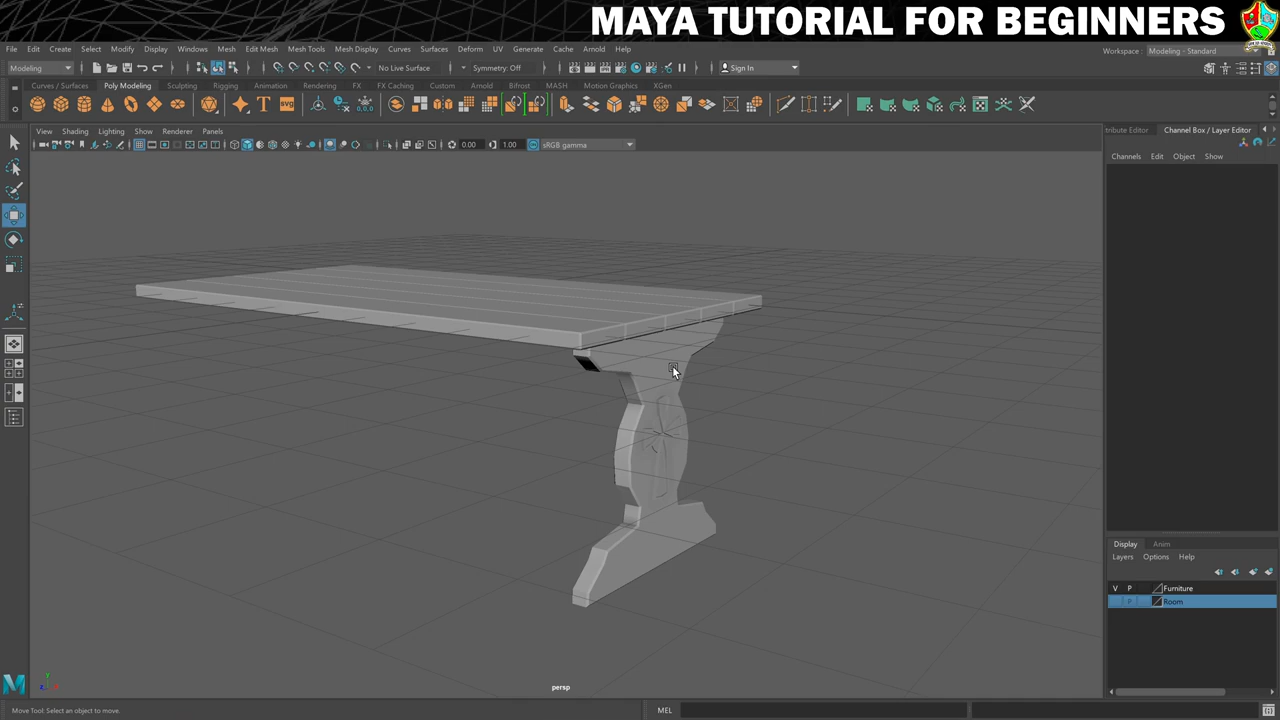 MAYA TUTORIAL FOR BEGINNERS
File Edit Create Select Modify Display Windows Mesh Edit Mesh Mesh Tools Mesh Display Curves Surfaces Deform UV Generate Cache Arnold Help
Workspace : Modeling - Standard
Modeling No Live Surface Symmetry: Off Sign In
Curves / Surfaces Poly Modeling Sculpting Rigging Animation Rendering FX FX Caching Custom Arnold Bifrost MASH Motion Graphics XGen
View Shading Lighting Show Renderer Panels
tribute Editor Channel Box / Layer Editor
0.00 1.00 sRGB gamma
Channels Edit Object Show
Display Anim
Layers Options Help
V P Furniture
P Room
persp
Move Tool: Select an object to move. MEL